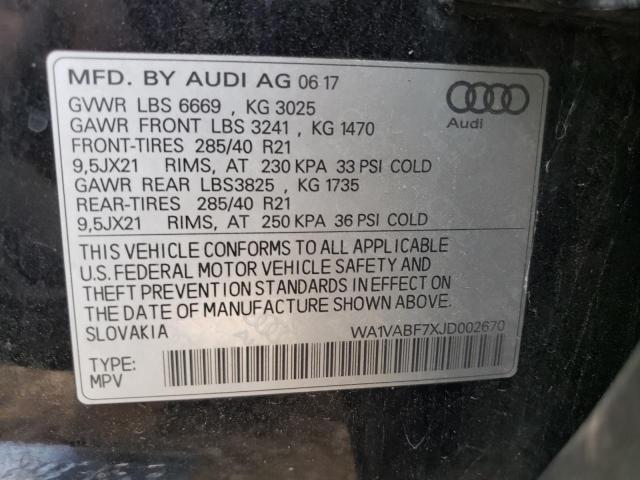 MFD. BY AUDI AG 06 17
GVWR LBS 6669 , KG 3025
GAWR FRONT LBS 3241 , KG 1470
FRONT-TIRES 285/40 R21
9,5JX21 RIMS, AT 230 KPA 33 PSI COLD
GAWR REAR LBS3825 , KG 1735
REAR-TIRES 285/40 R21
9,5JX21 RIMS, AT 250 KPA 36 PSI COLD
Audi
THIS VEHICLE CONFORMS TO ALL APPLICABLE
U.S. FEDERAL MOTOR VEHICLE SAFETY AND
THEFT PREVENTION STANDARDS IN EFFECT ON
THE DATE OF MANUFACTURE SHOWN ABOVE.
SLOVAKIA WA1VABF7XJD002670
TYPE:
MPV